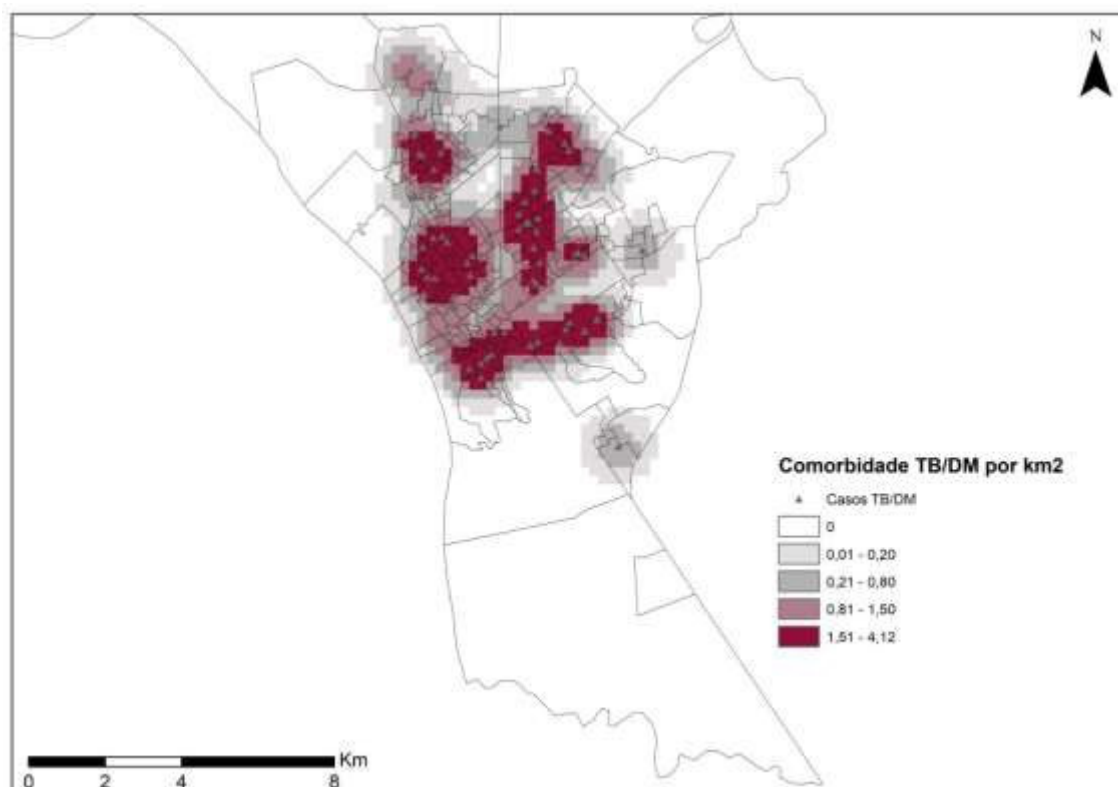 N
Comorbidade TB/DM por km2
Casos TB/DM
0
0,01 - 0,20
0,21 - 0,80
0,81 - 1,50
1,51 - 4,12
Km
0 2 4 8